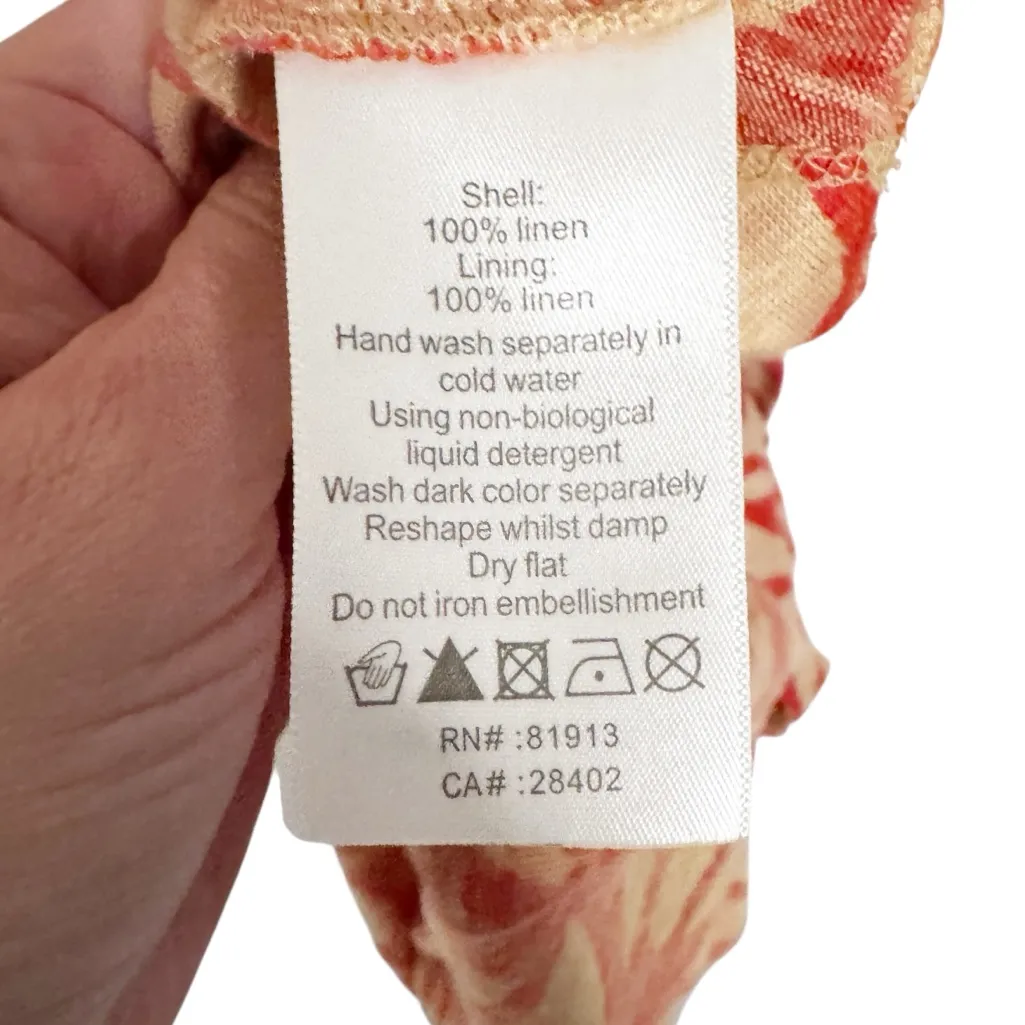 Shell:
100% linen
Lining:
100% linen
Hand wash separately in
cold water
Using non-biological
liquid detergent
Wash dark color separately
Reshape whilst damp
Dry flat
Do not iron embellishment
RN# :81913
CA# :28402